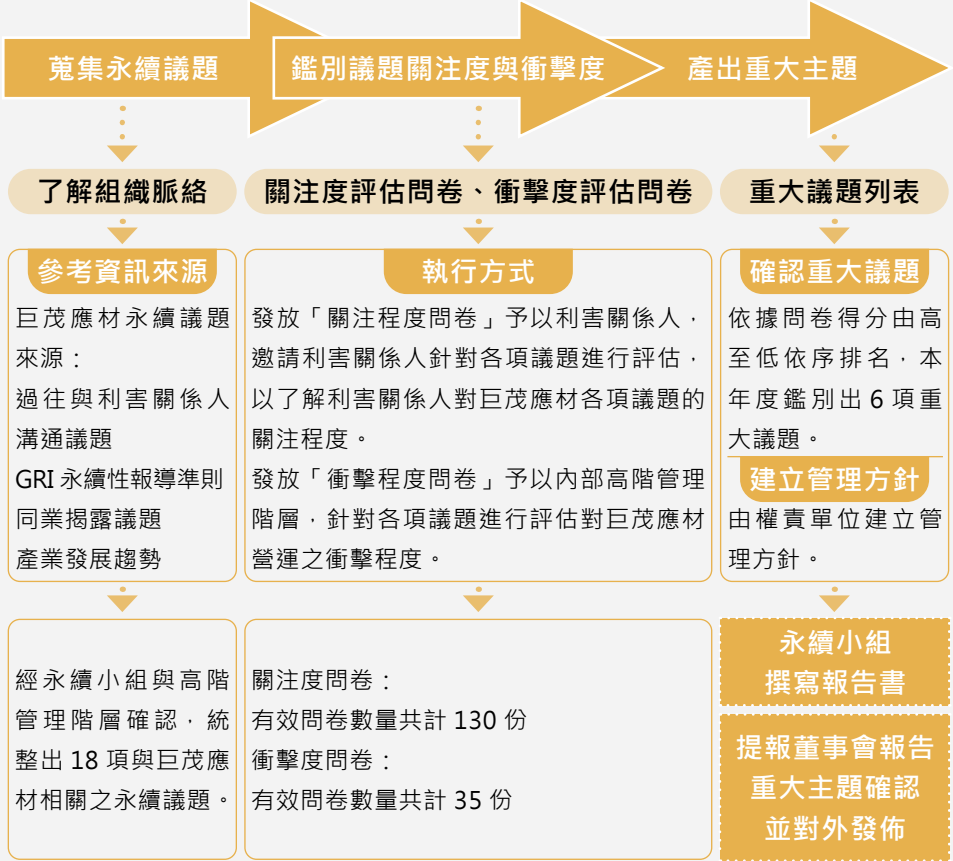 蒐集永續議題
鑑別議題關注度與衝擊度
產出重大主題
了解組織脈絡
關注度評估問卷、衝擊度評估問卷
重大議題列表
參考資訊來源
巨茂應材永續議題
來源：
過往與利害關係人
溝通議題
GRI 永續性報導準則
同業揭露議題
產業發展趨勢
執行方式
發放「關注程度問卷」予以利害關係人，
邀請利害關係人針對各項議題進行評估，
以了解利害關係人對巨茂應材各項議題的
關注程度。
發放「衝擊程度問卷」予以內部高階管理
階層，針對各項議題進行評估對巨茂應材
營運之衝擊程度。
確認重大議題
依據問卷得分由高
至低依序排名，本
年度鑑別出 6 項重
大議題。
建立管理方針
由權責單位建立管
理方針。
經永續小組與高階
管理階層確認，統
整出 18 項與巨茂應
材相關之永續議題。
關注度問卷：
有效問卷數量共計 130 份
衝擊度問卷：
有效問卷數量共計 35 份
永續小組
撰寫報告書
提報董事會報告
重大主題確認
並對外發佈